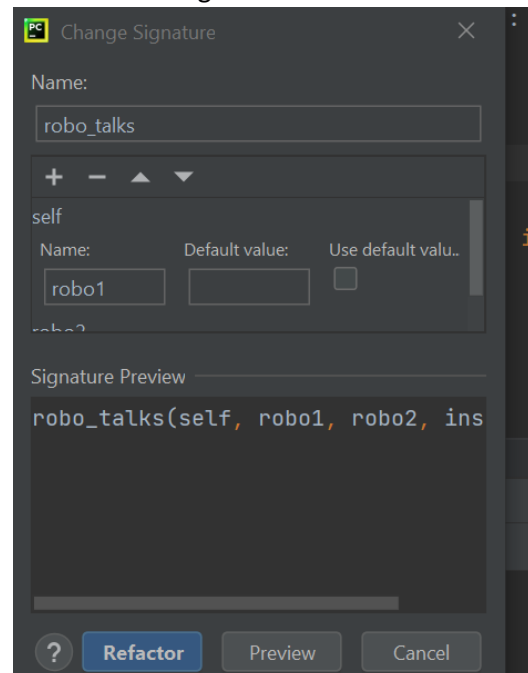 PC
Change Signature
Name:
robo_talks
self
Name: Default value: Use default valu..
robo1
robo2
Signature Preview
robo_talks(self, robo1, robo2, ins
? Refactor Preview Cancel